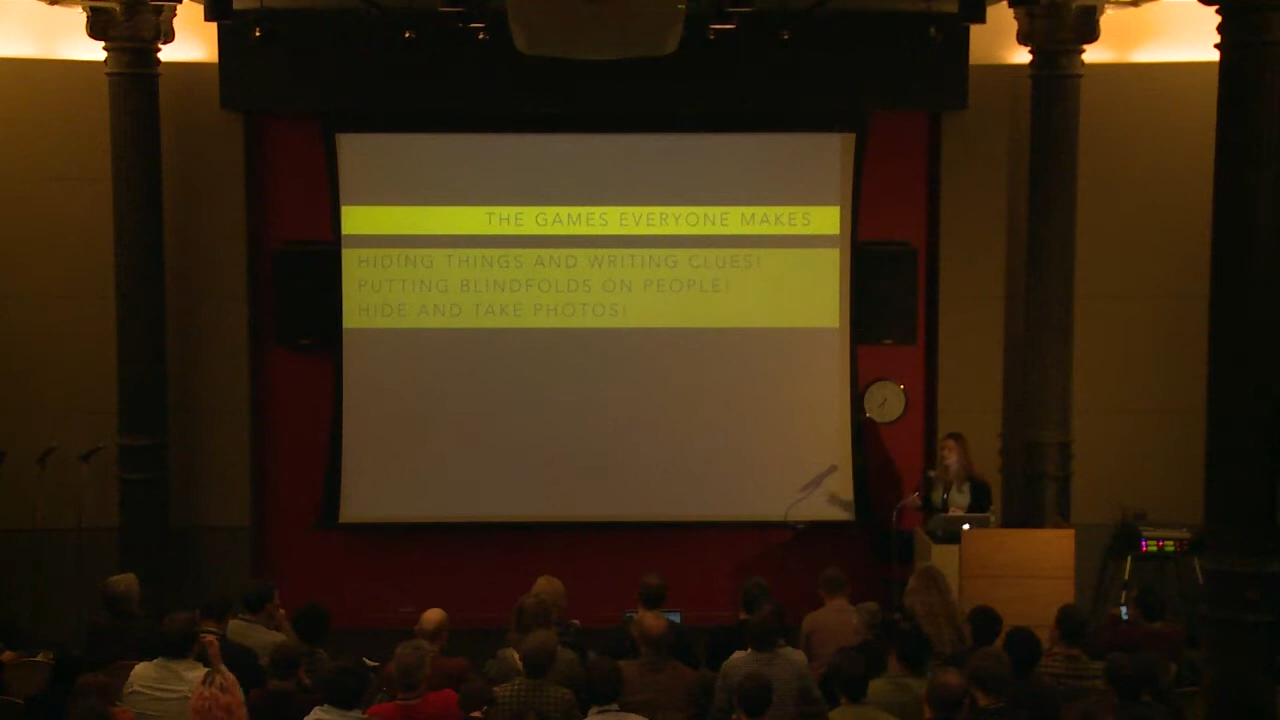 THE GAMES EVERYONE MAKES
HIDING THINGS AND WRITING CLUES!
PUTTING BLINDFOLDS ON PEOPLE!
HIDE AND TAKE PHOTOS!